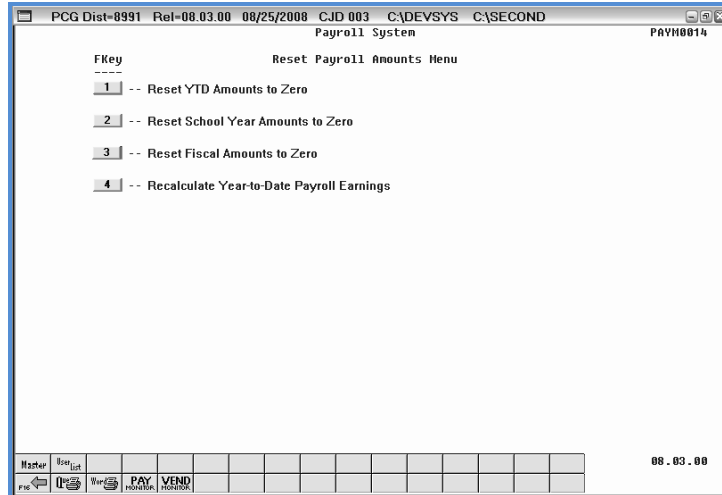 PCG Dist=8991 Rel=08.03.00 08/25/2008 CJD 003 C:\DEVSYS C:\SECOND
Payroll System PAYM0014
FKey Reset Payroll Amounts Menu
----
1 -- Reset YTD Amounts to Zero
2 -- Reset School Year Amounts to Zero
3 -- Reset Fiscal Amounts to Zero
4 -- Recalculate Year-to-Date Payroll Earnings
Master User List 08.03.00
F16 Word PAY MONITOR VEND MONITOR